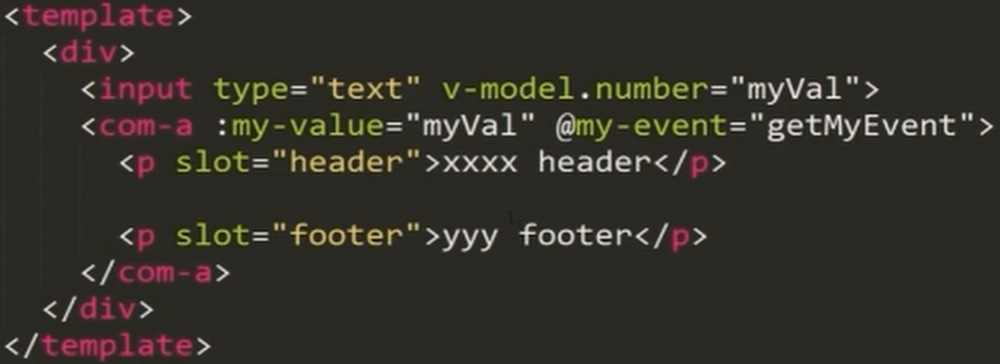 <template>
<div>
<input type="text" v-model.number="myVal">
<com-a :my-value="myVal" @my-event="getMyEvent">
<p slot="header">xxxx header</p>
<p slot="footer">yyy footer</p>
</com-a>
</div>
</template>